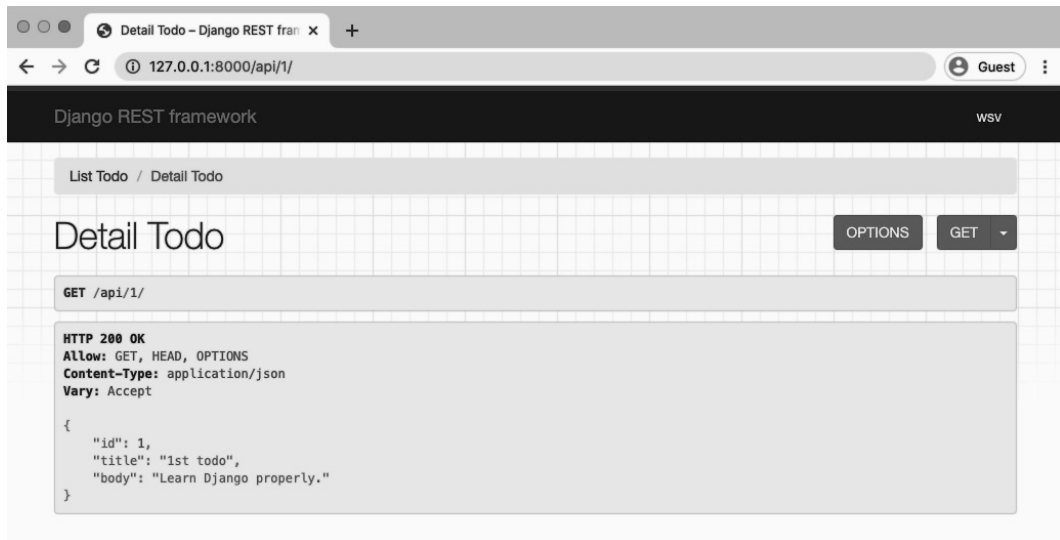 Detail Todo – Django REST fram
127.0.0.1:8000/api/1/
Guest
Django REST framework
wsv
List Todo / Detail Todo
Detail Todo
OPTIONS
GET
GET /api/1/
HTTP 200 OK
Allow: GET, HEAD, OPTIONS
Content-Type: application/json
Vary: Accept
{
    "id": 1,
    "title": "1st todo",
    "body": "Learn Django properly."
}